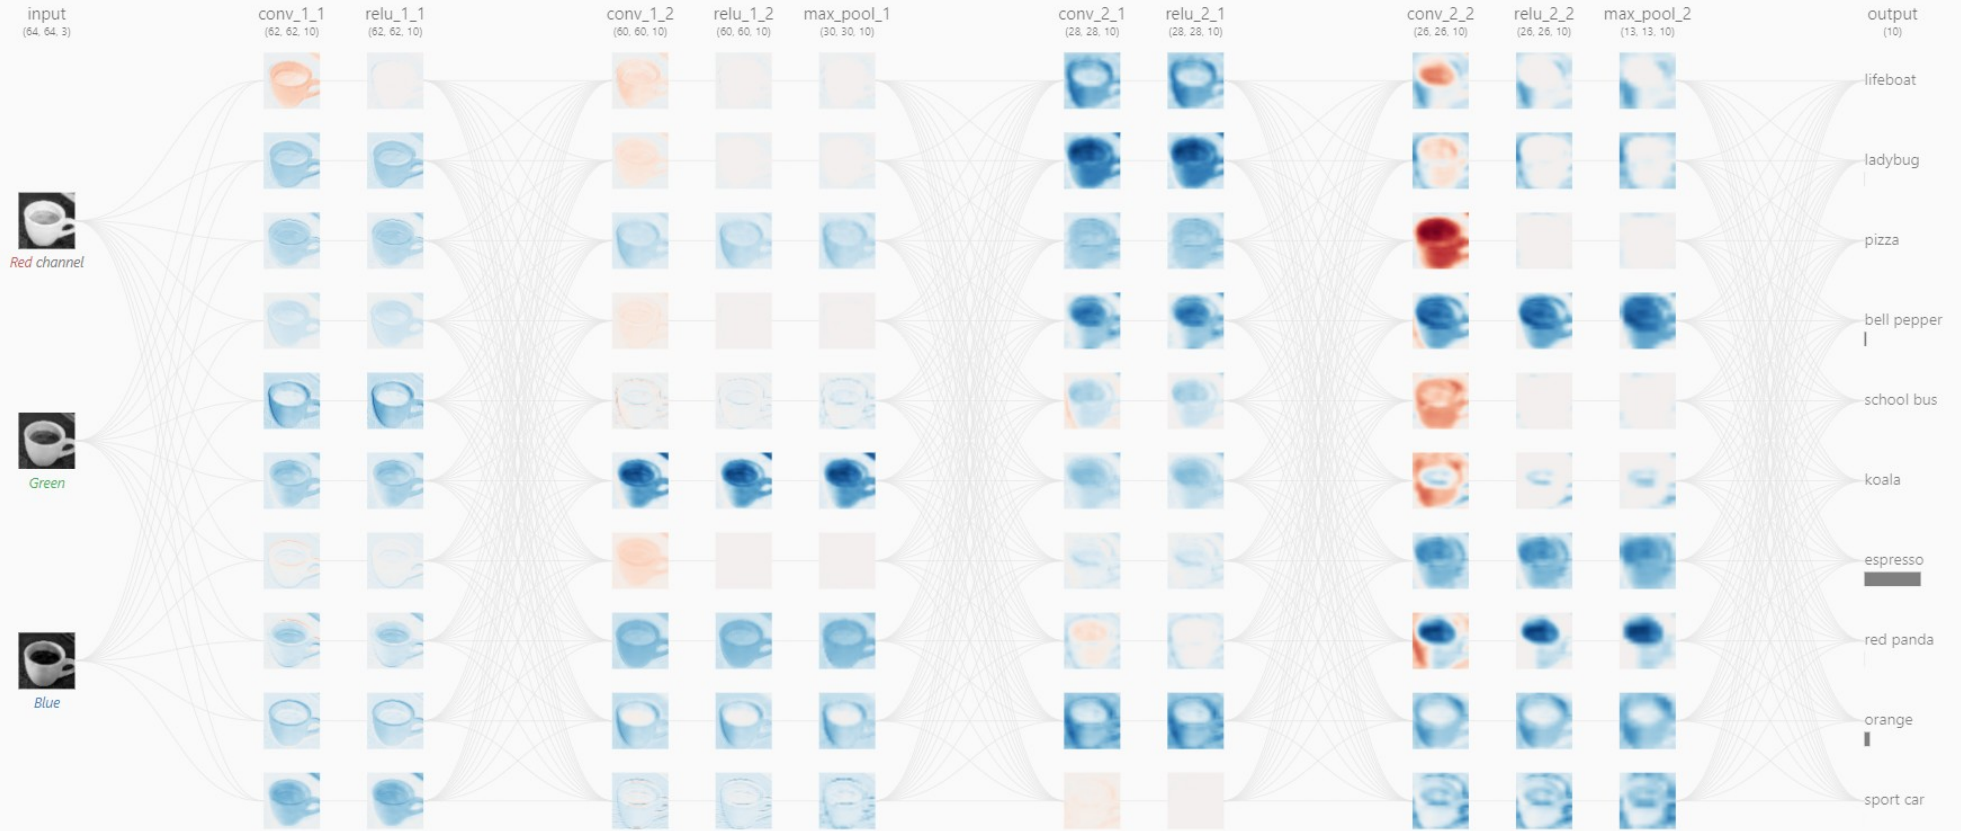 input
(64, 64, 3)
conv_1_1
(62, 62, 10)
relu_1_1
(62, 62, 10)
conv_1_2
(60, 60, 10)
relu_1_2
(60, 60, 10)
max_pool_1
(30, 30, 10)
conv_2_1
(28, 28, 10)
relu_2_1
(28, 28, 10)
conv_2_2
(26, 26, 10)
relu_2_2
(26, 26, 10)
max_pool_2
(13, 13, 10)
output
(10)
Red channel
Green
Blue
lifeboat
ladybug
pizza
bell pepper
school bus
koala
espresso
red panda
orange
sport car